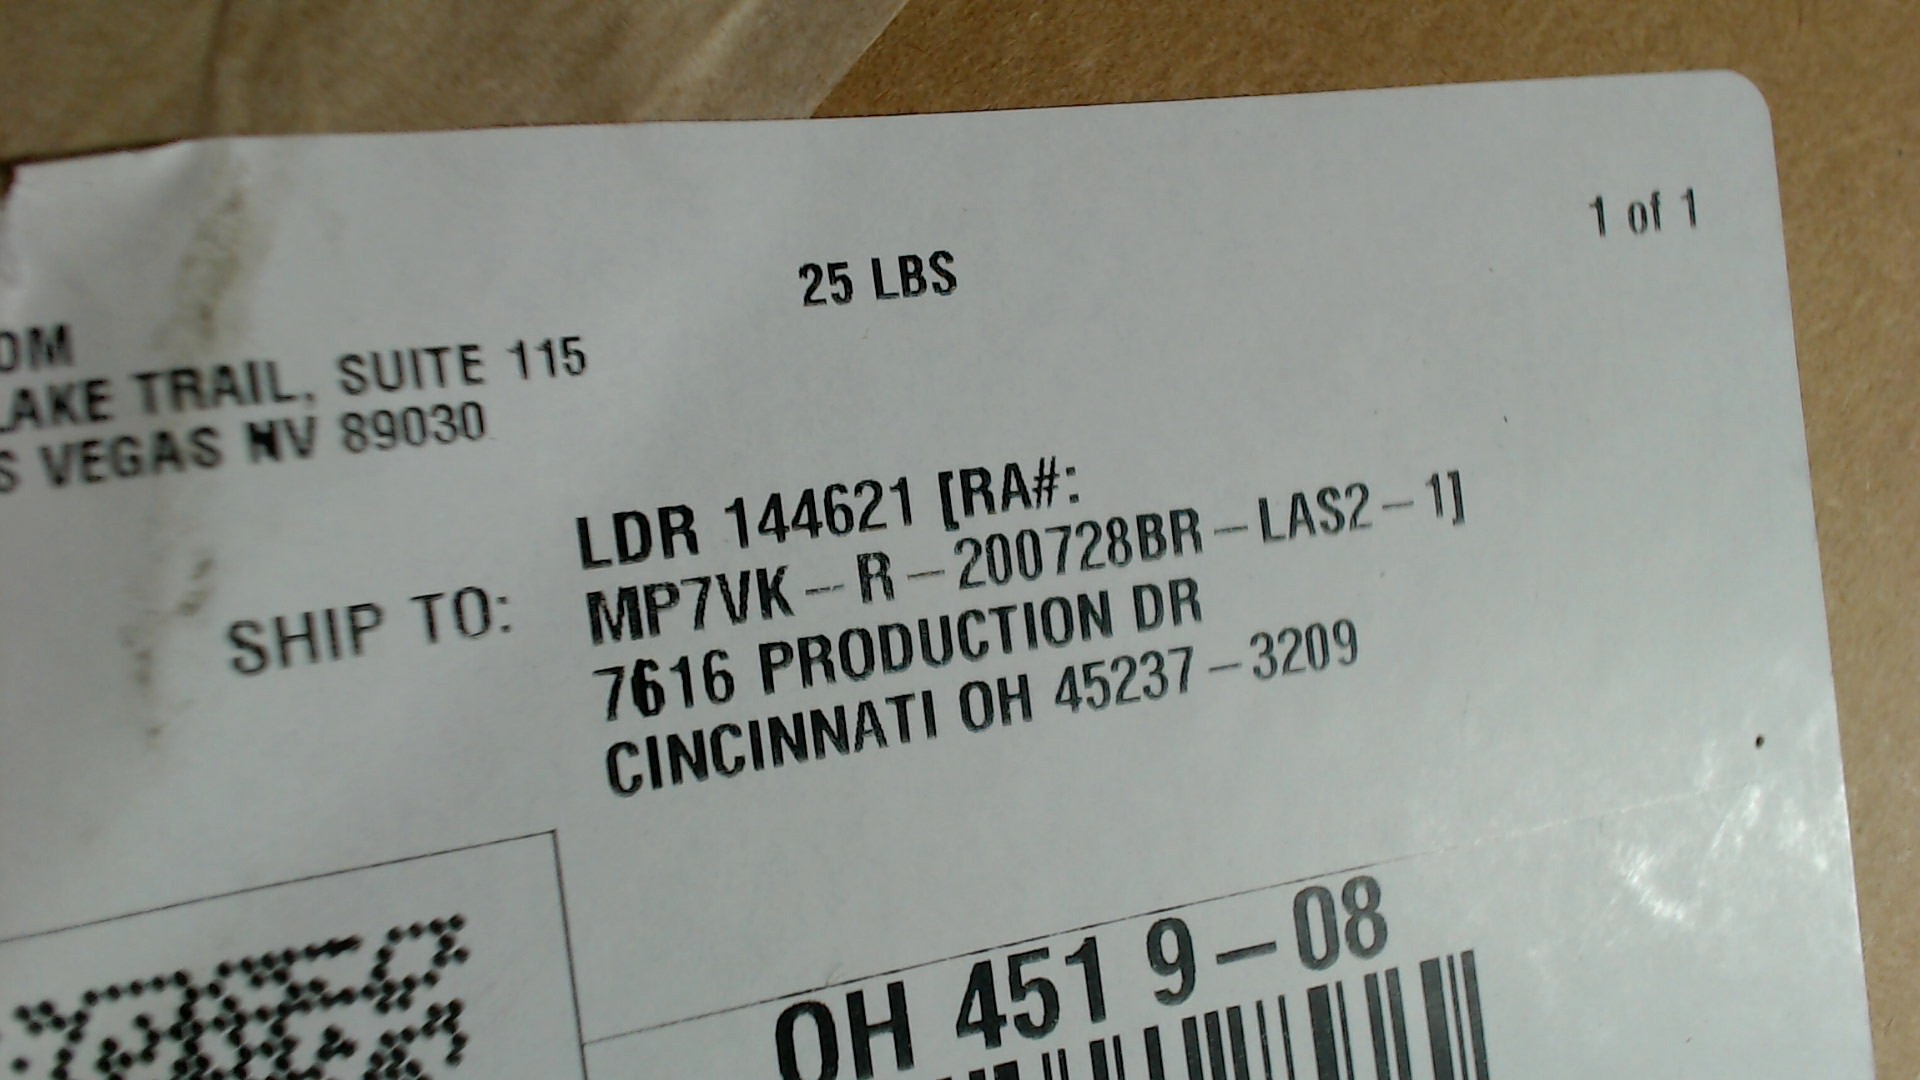 1 of 1
25 LBS
OM
LAKE TRAIL, SUITE 115
S VEGAS NV 89030
SHIP TO:
LDR 144621 [RA#:
MP7VK-R-200728BR-LAS2-1]
7616 PRODUCTION DR
CINCINNATI OH 45237-3209
OH 451 9-08